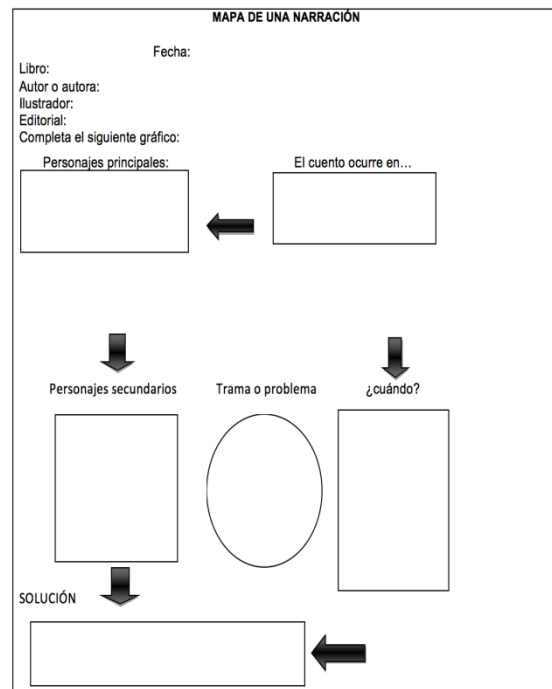 MAPA DE UNA NARRACIÓN
Fecha:
Libro:
Autor o autora:
Ilustrador:
Editorial:
Completa el siguiente gráfico:
Personajes principales:
El cuento ocurre en…
Personajes secundarios
Trama o problema
¿cuándo?
SOLUCIÓN